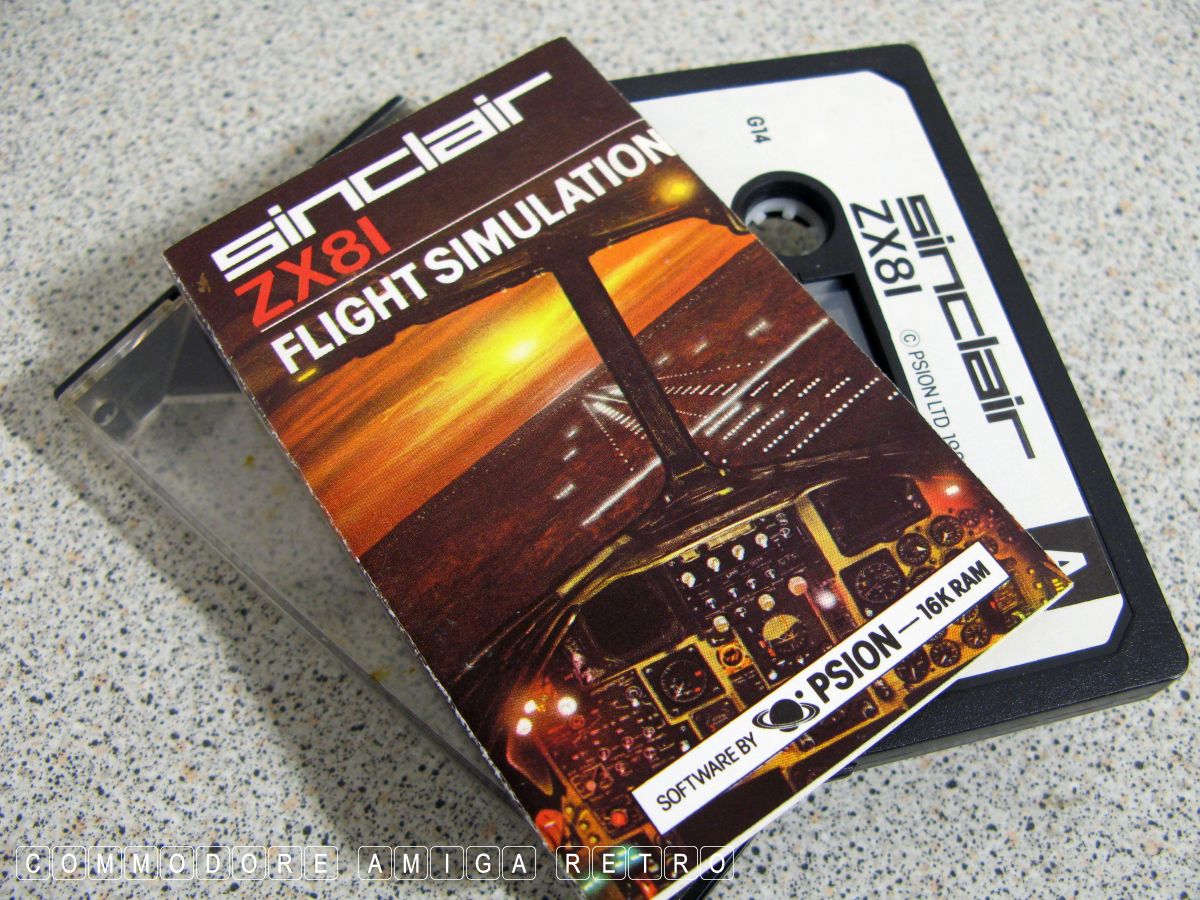 sinclair
ZX81
FLIGHT SIMULATION
SOFTWARE BY PSION — 16K RAM
G14
sinclair
ZX81
© PSION LTD
A
COMMODORE AMIGA RETRO